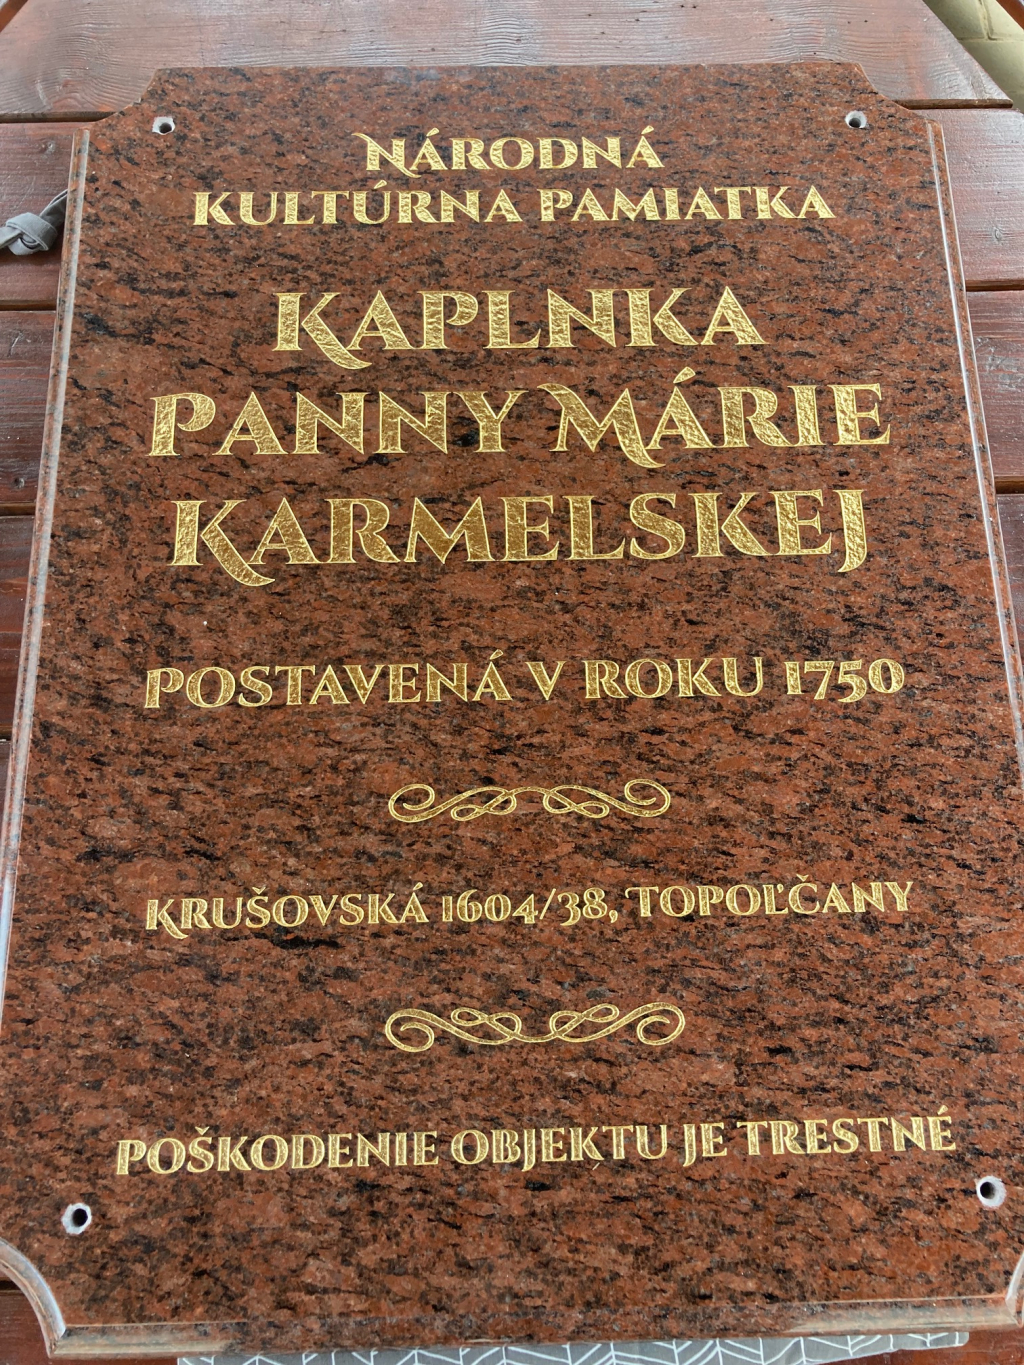 Národná
kultúrna pamiatka
Kaplnka
Panny Márie
Karmelskej
Postavená v roku 1750
Krušovská 1604/38, Topoľčany
Poškodenie objektu je trestné